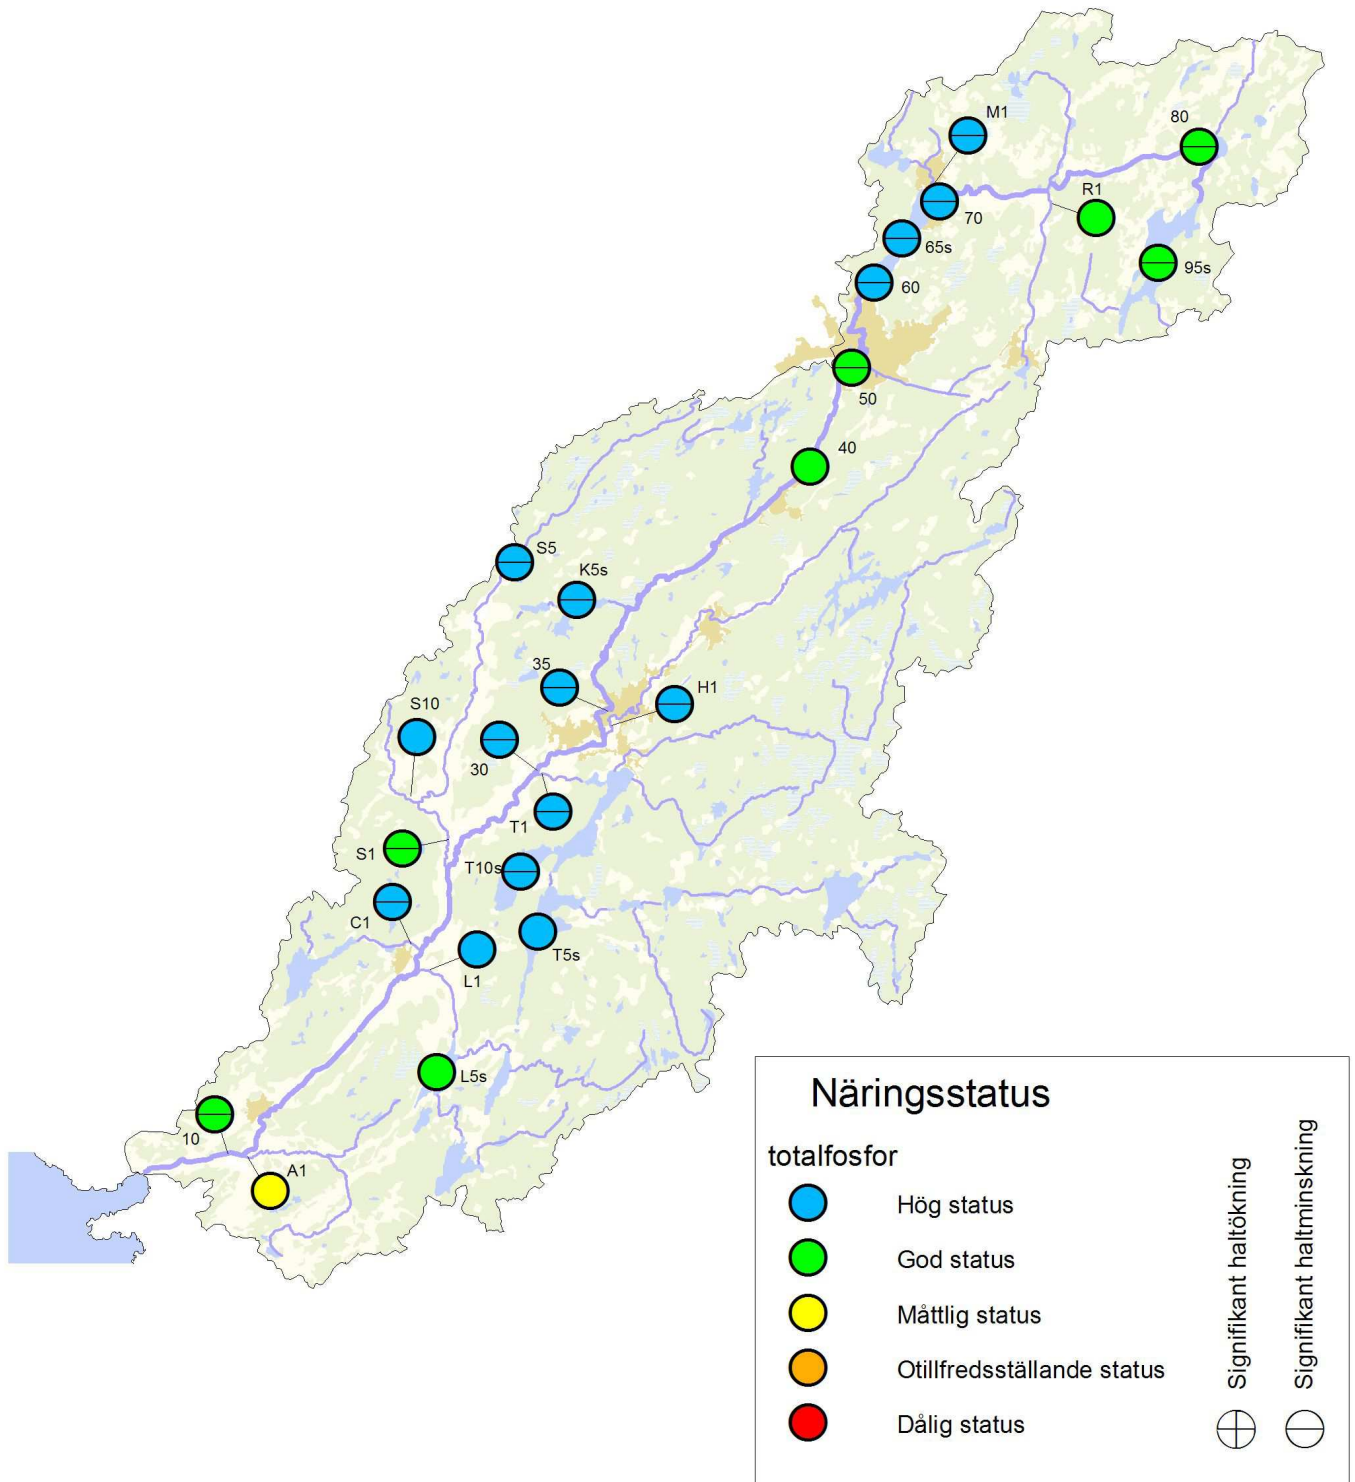 M1
80
R1
70
65s
95s
60
50
40
S5
K5s
35
H1
S10
30
T1
S1
T10s
C1
T5s
L1
L5s
10
A1
Näringsstatus
totalfosfor
Hög status
God status
Måttlig status
Otillfredsställande status
Dålig status
Signifikant haltökning
Signifikant haltminskning